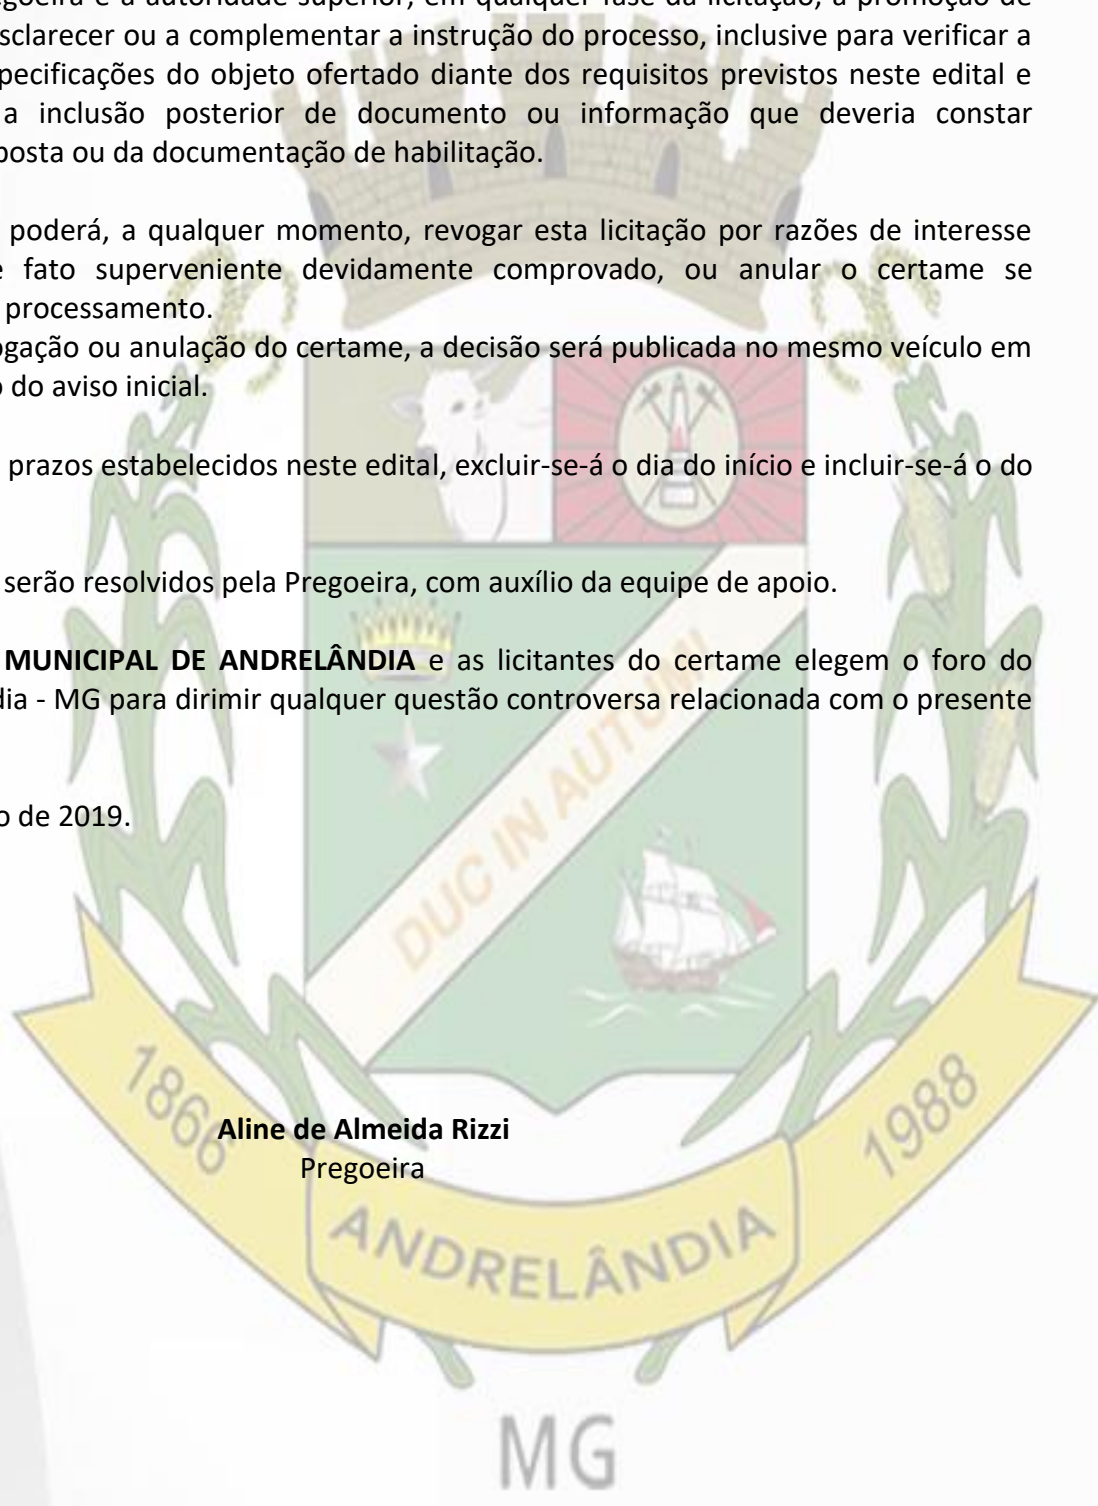 egoeira e à autoridade superior, em qualquer fase da licitação, a promoção de
sclarecer ou a complementar a instrução do processo, inclusive para verificar a
pecificações do objeto ofertado diante dos requisitos previstos neste edital e
a inclusão posterior de documento ou informação que deveria constar
posta ou da documentação de habilitação.
poderá, a qualquer momento, revogar esta licitação por razões de interesse
e fato superveniente devidamente comprovado, ou anular o certame se
processamento.
ogação ou anulação do certame, a decisão será publicada no mesmo veículo em
o do aviso inicial.
prazos estabelecidos neste edital, excluir-se-á o dia do início e incluir-se-á o do
serão resolvidos pela Pregoeira, com auxílio da equipe de apoio.
MUNICIPAL DE ANDRELÂNDIA e as licitantes do certame elegem o foro do
dia - MG para dirimir qualquer questão controversa relacionada com o presente
o de 2019.
DUC IN AUTUM
1866
1988
Aline de Almeida Rizzi
Pregoeira
ANDRELÂNDIA
MG